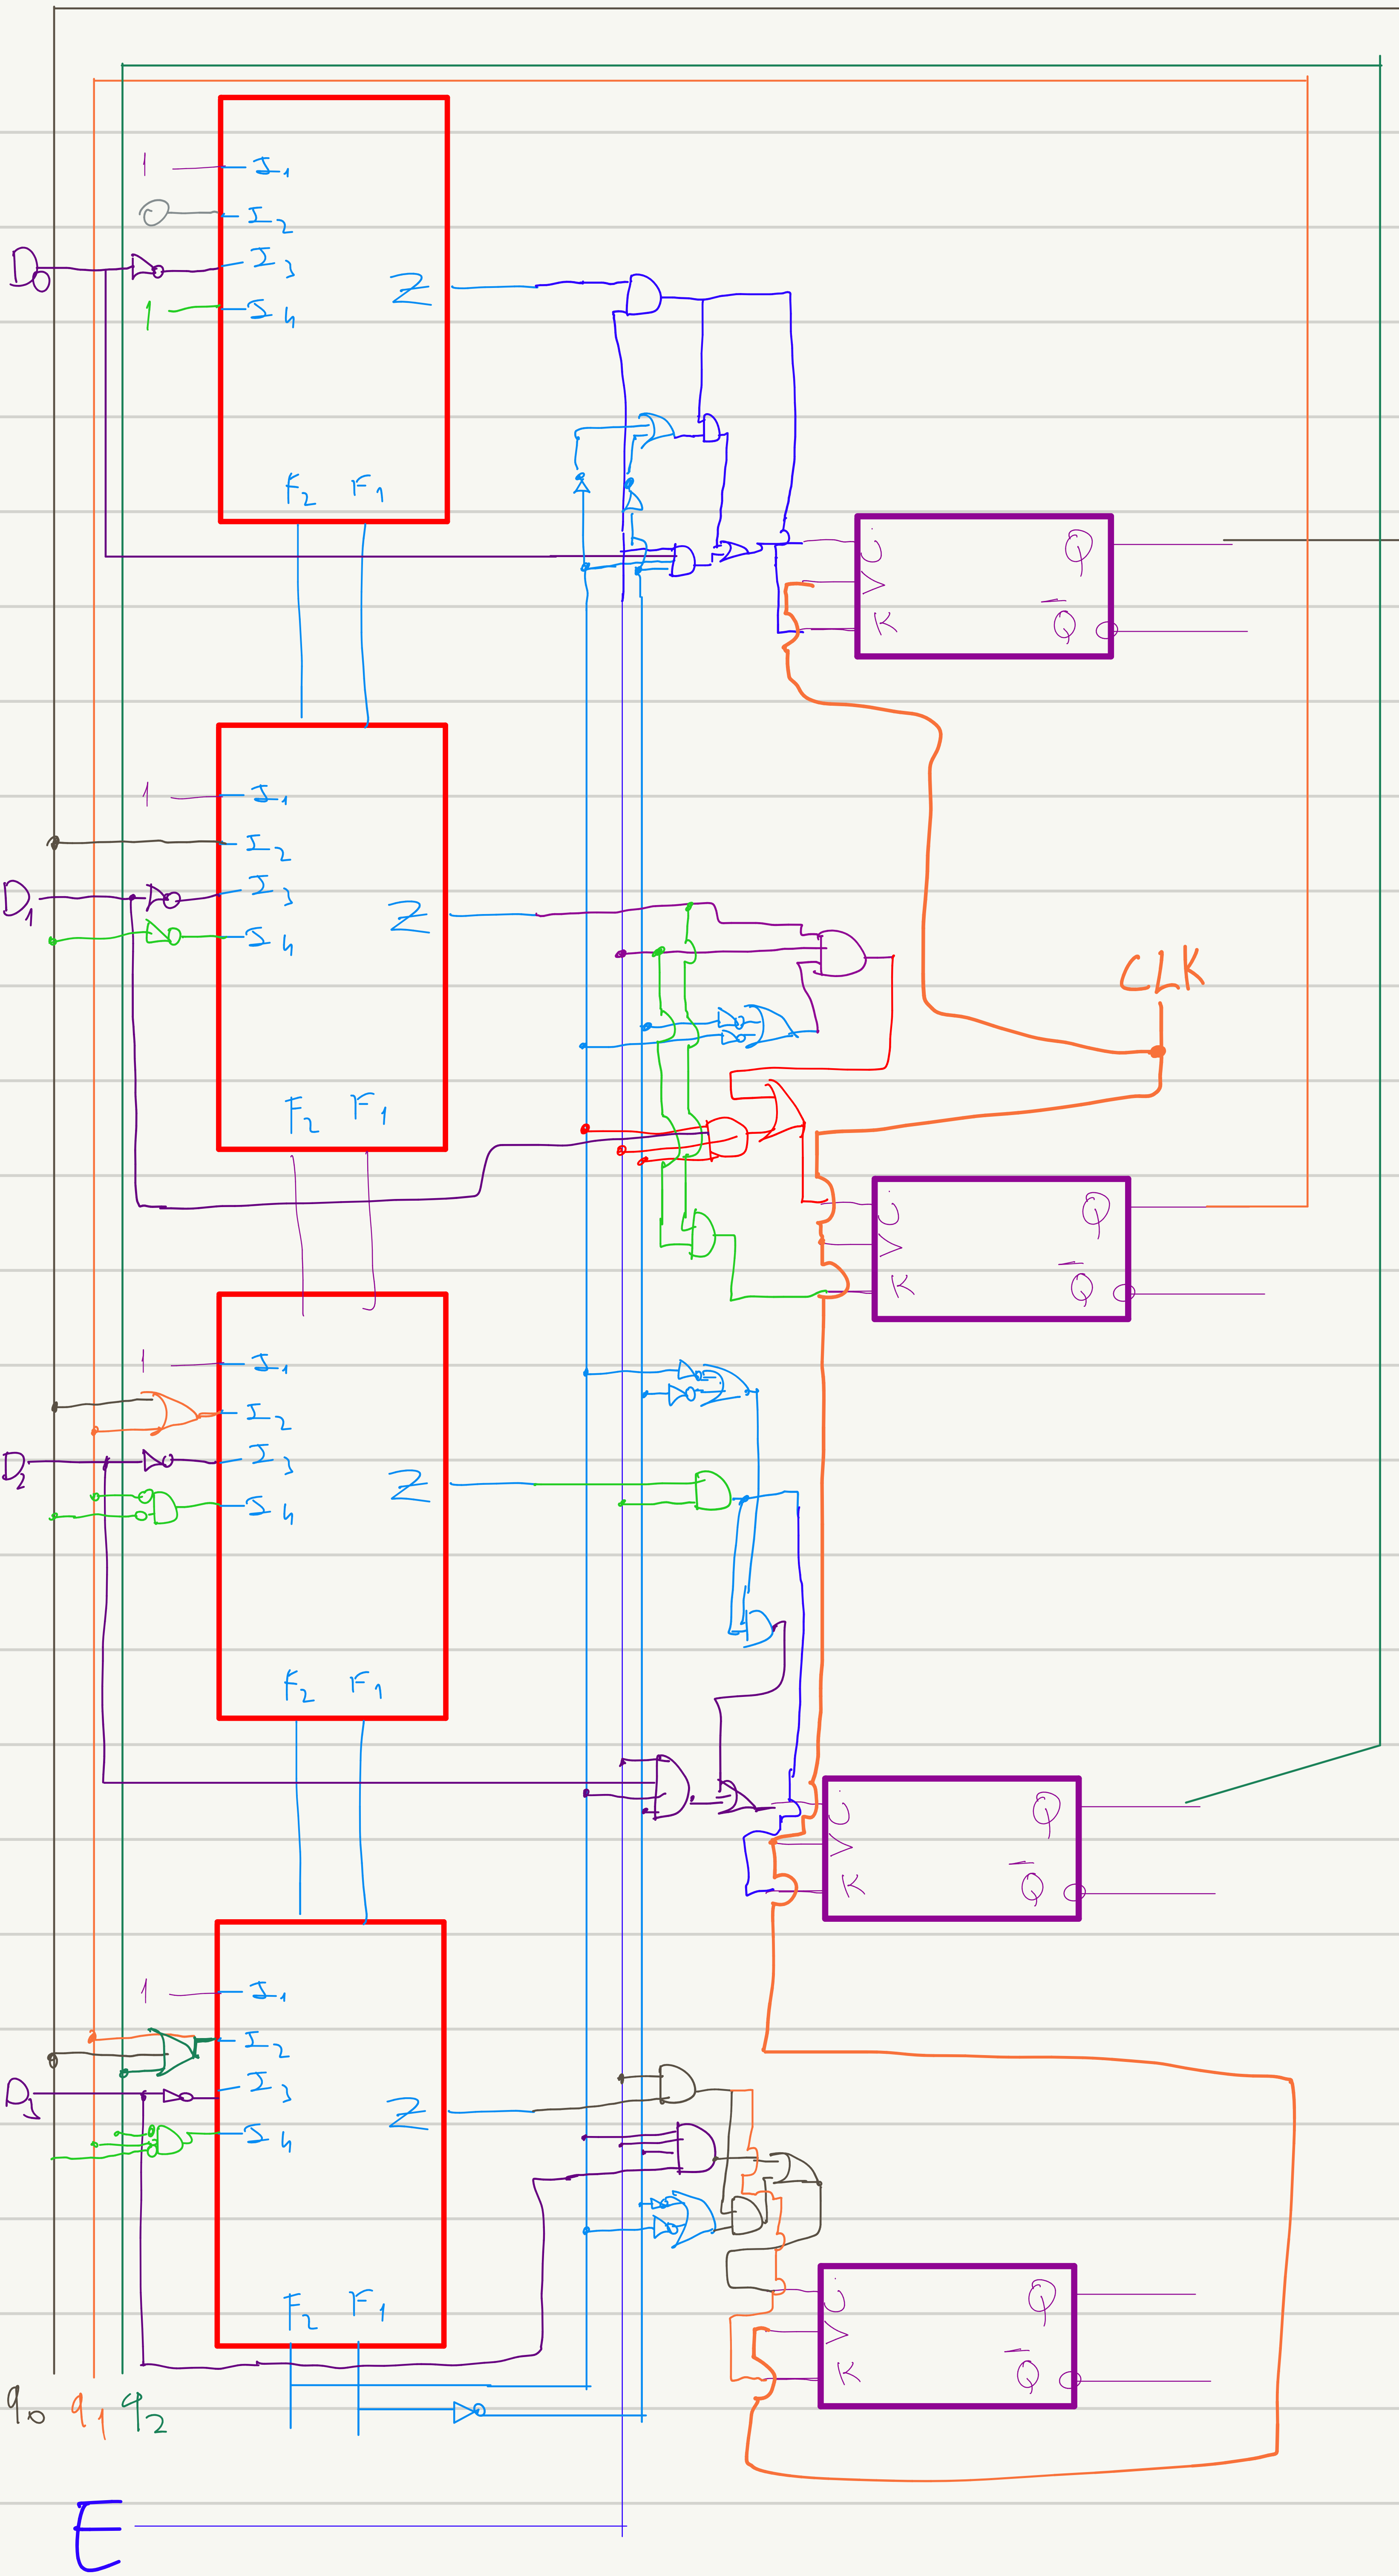 1 I1
0 I2
D0 I3
1 I4
Z
F2 F1
J Q
K Q̅
1 I1
I2
D1 I3
I4
Z
CLK
F2 F1
J Q
K Q̅
1 I1
I2
D2 I3
I4
Z
F2 F1
J Q
K Q̅
1 I1
I2
I3
I4
Z
F2 F1
J Q
K Q̅
q0 q1 q2
E